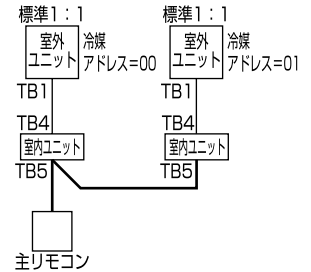 標準1：1
室外
ユニット
冷媒
アドレス=00
TB1
TB4
室内ユニット
TB5
標準1：1
室外
ユニット
冷媒
アドレス=01
TB1
TB4
室内ユニット
TB5
主リモコン